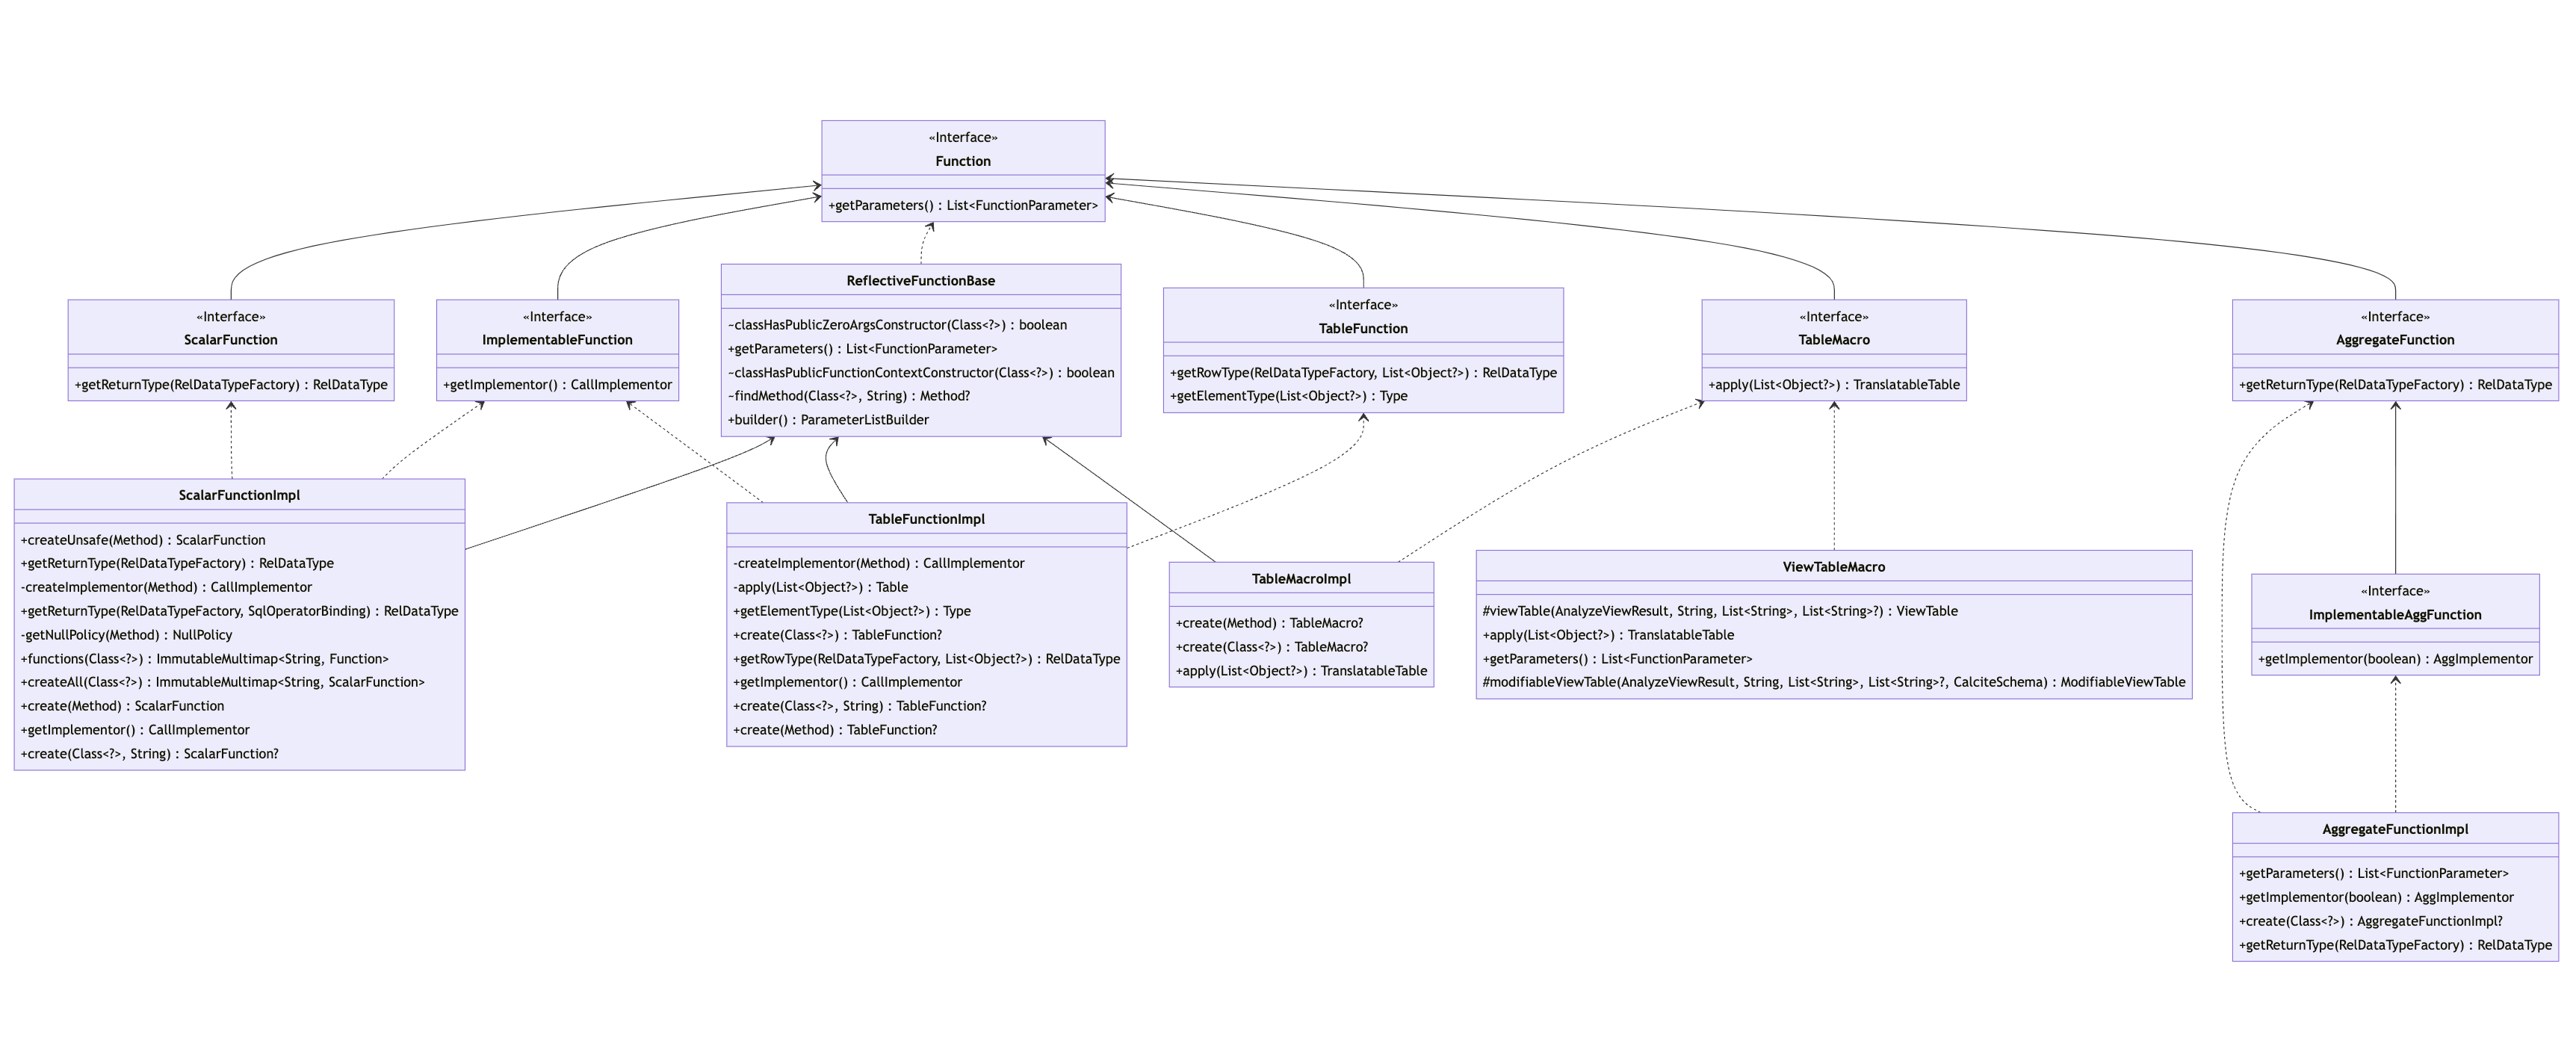 «Interface»
Function
+getParameters() : List<FunctionParameter>
«Interface»
ScalarFunction
+getReturnType(RelDataTypeFactory) : RelDataType
«Interface»
ImplementableFunction
+getImplementor() : CallImplementor
ReflectiveFunctionBase
~classHasPublicZeroArgsConstructor(Class<?>) : boolean
+getParameters() : List<FunctionParameter>
~classHasPublicFunctionContextConstructor(Class<?>) : boolean
~findMethod(Class<?>, String) : Method?
+builder() : ParameterListBuilder
«Interface»
TableFunction
+getRowType(RelDataTypeFactory, List<Object?>) : RelDataType
+getElementType(List<Object?>) : Type
«Interface»
TableMacro
+apply(List<Object?>) : TranslatableTable
«Interface»
AggregateFunction
+getReturnType(RelDataTypeFactory) : RelDataType
ScalarFunctionImpl
+createUnsafe(Method) : ScalarFunction
+getReturnType(RelDataTypeFactory) : RelDataType
-createImplementor(Method) : CallImplementor
+getReturnType(RelDataTypeFactory, SqlOperatorBinding) : RelDataType
-getNullPolicy(Method) : NullPolicy
+functions(Class<?>) : ImmutableMultimap<String, Function>
+createAll(Class<?>) : ImmutableMultimap<String, ScalarFunction>
+create(Method) : ScalarFunction
+getImplementor() : CallImplementor
+create(Class<?>, String) : ScalarFunction?
TableFunctionImpl
-createImplementor(Method) : CallImplementor
-apply(List<Object?>) : Table
+getElementType(List<Object?>) : Type
+create(Class<?>) : TableFunction?
+getRowType(RelDataTypeFactory, List<Object?>) : RelDataType
+getImplementor() : CallImplementor
+create(Class<?>, String) : TableFunction?
+create(Method) : TableFunction?
TableMacroImpl
+create(Method) : TableMacro?
+create(Class<?>) : TableMacro?
+apply(List<Object?>) : TranslatableTable
ViewTableMacro
#viewTable(AnalyzeViewResult, String, List<String>, List<String>?) : ViewTable
+apply(List<Object?>) : TranslatableTable
+getParameters() : List<FunctionParameter>
#modifiableViewTable(AnalyzeViewResult, String, List<String>, List<String>?, CalciteSchema) : ModifiableViewTable
«Interface»
ImplementableAggFunction
+getImplementor(boolean) : AggImplementor
AggregateFunctionImpl
+getParameters() : List<FunctionParameter>
+getImplementor(boolean) : AggImplementor
+create(Class<?>) : AggregateFunctionImpl?
+getReturnType(RelDataTypeFactory) : RelDataType